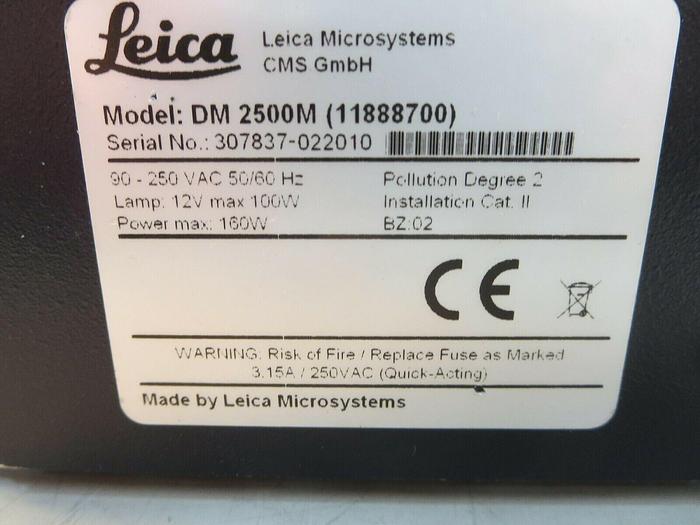 Leica
Leica Microsystems
CMS GmbH
Model: DM 2500M (11888700)
Serial No.: 307837-022010
90 - 250 VAC 50/60 Hz
Lamp: 12V max 100W
Power max: 160W
Pollution Degree 2
Installation Cat. II
BZ:02
CE
WARNING: Risk of Fire / Replace Fuse as Marked
3.15A / 250VAC (Quick-Acting)
Made by Leica Microsystems